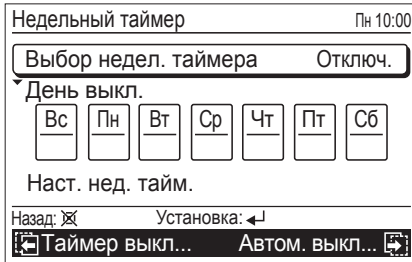 Недельный таймер Пн 10:00
Выбор недел. таймера Отключ.
День выкл.
Вс Пн Вт Ср Чт Пт Сб
Наст. нед. тайм.
Назад: Установка:
Таймер выкл... Автом. выкл...